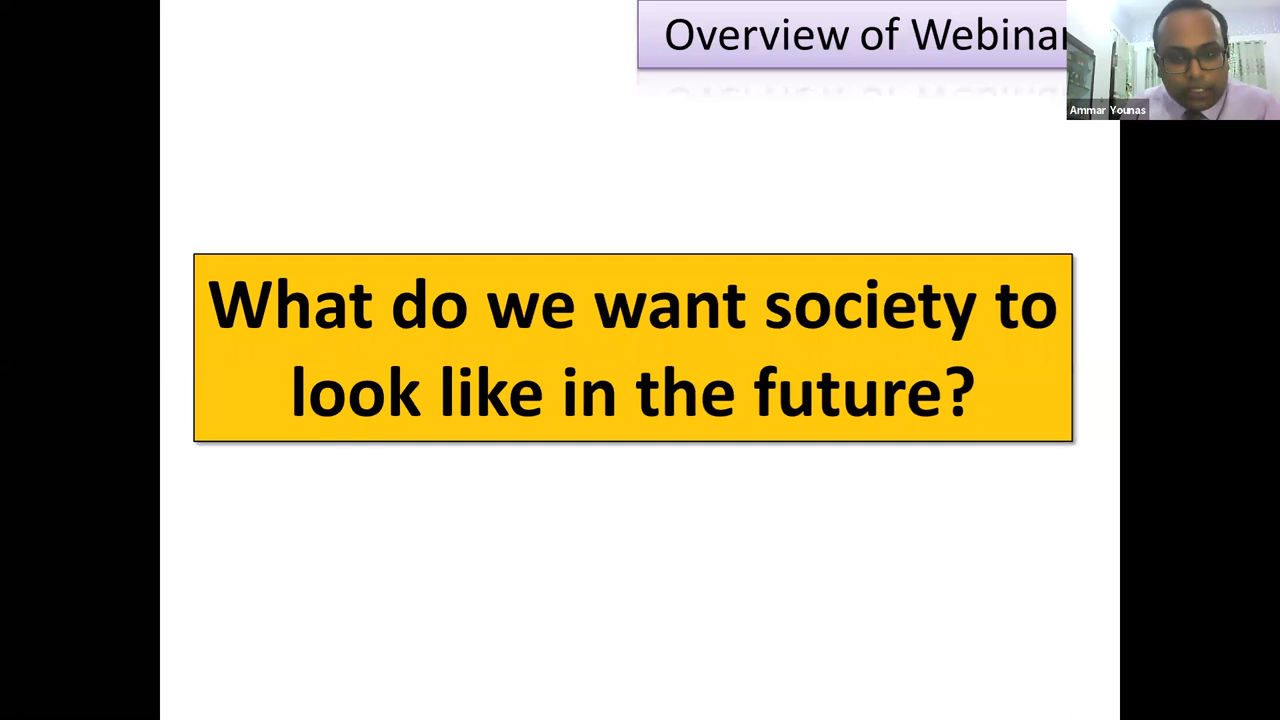 Overview of Webinar
Ammar Younas
What do we want society to
look like in the future?